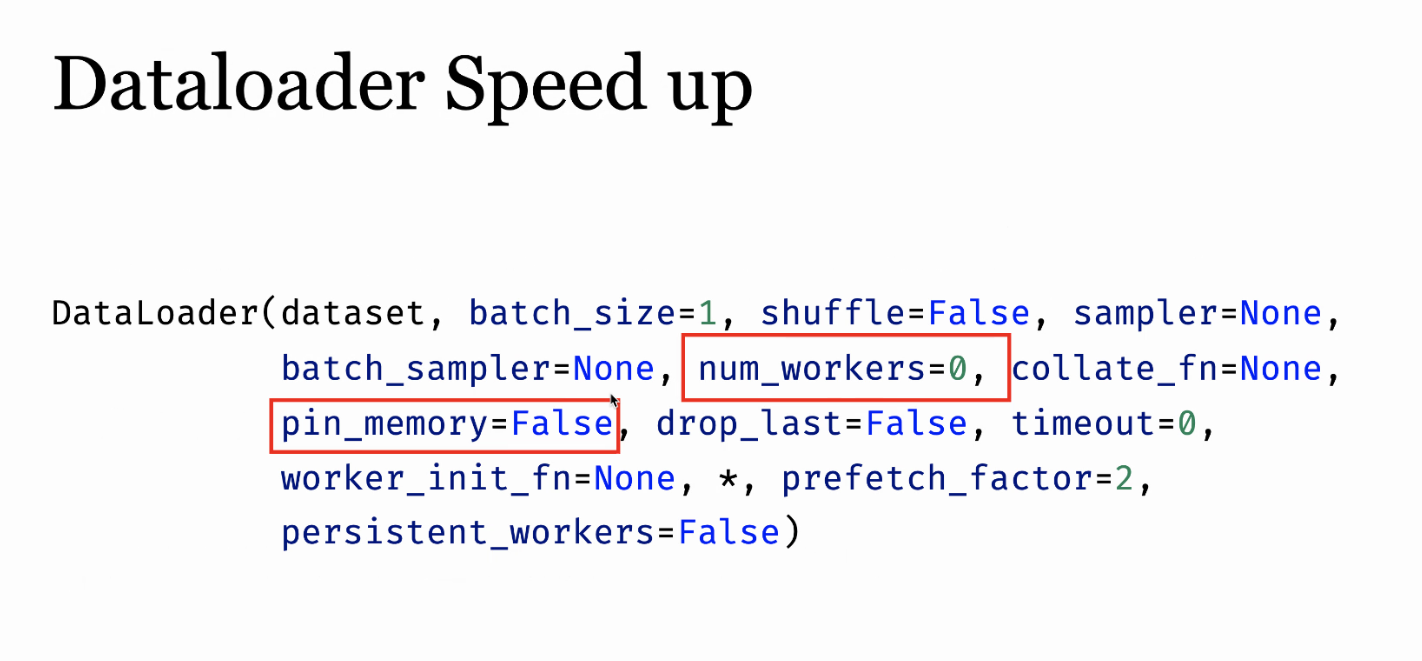 Dataloader Speed up
DataLoader(dataset, batch_size=1, shuffle=False, sampler=None,
batch_sampler=None, num_workers=0, collate_fn=None,
pin_memory=False, drop_last=False, timeout=0,
worker_init_fn=None, *, prefetch_factor=2,
persistent_workers=False)